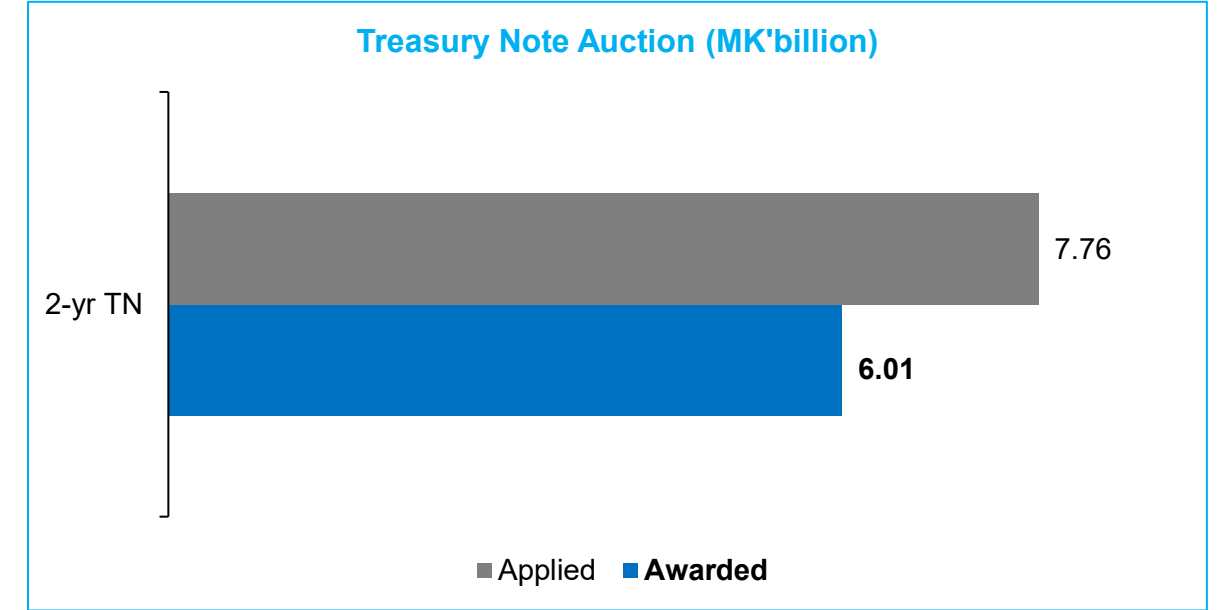 Treasury Note Auction (MK'billion)
7.76
2-yr TN
6.01
Applied Awarded